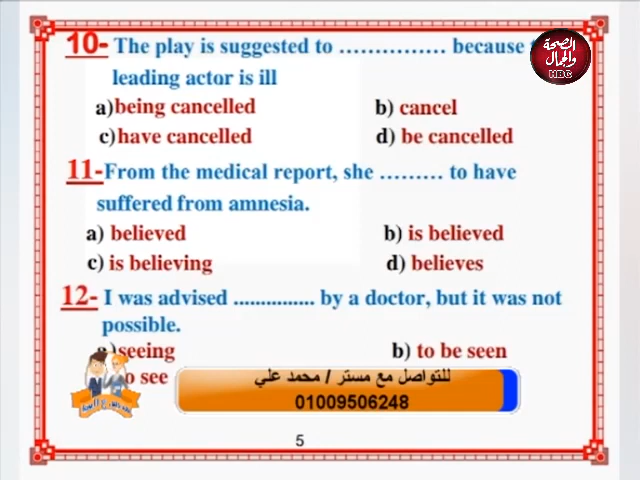 الصحة
والجمال
HBC
10- The play is suggested to …………… because
leading actor is ill
a)being cancelled b) cancel
c)have cancelled d) be cancelled
11-From the medical report, she ……… to have
suffered from amnesia.
a) believed b) is believed
c) is believing d) believes
12- I was advised ............... by a doctor, but it was not
possible.
seeing b) to be seen
see
للتواصل مع مستر / محمد علي
01009506248
5